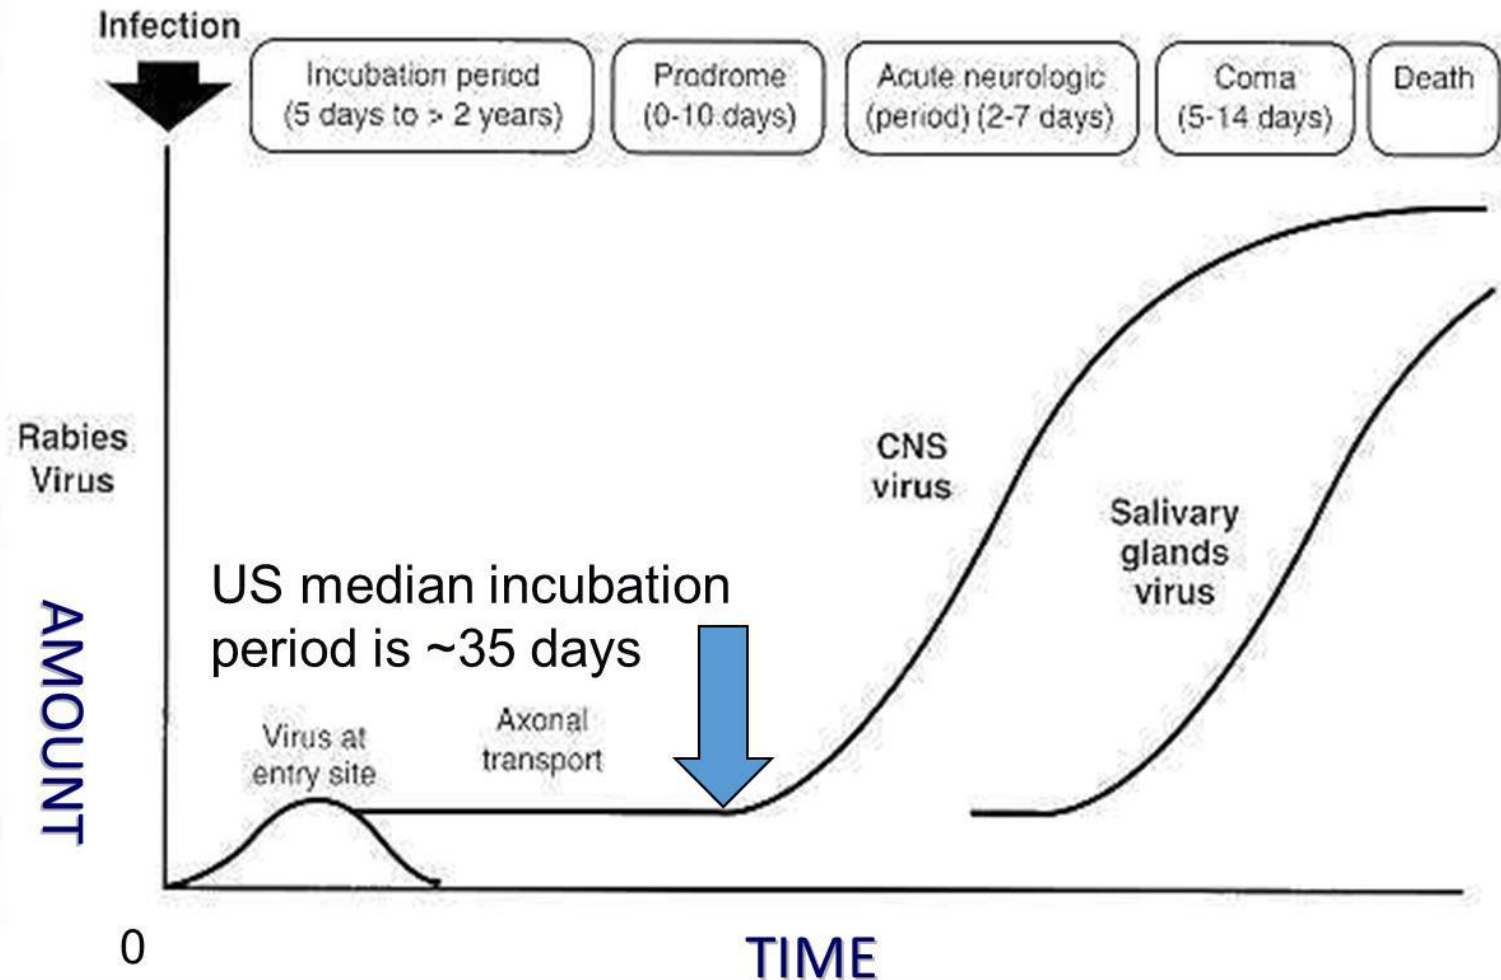 Infection
Incubation period
(5 days to > 2 years)
Prodrome
(0-10 days)
Acute neurologic
(period) (2-7 days)
Coma
(5-14 days)
Death
Rabies
Virus
CNS
virus
Salivary
glands
virus
US median incubation
period is ~35 days
AMOUNT
Virus at
entry site
Axonal
transport
0
TIME